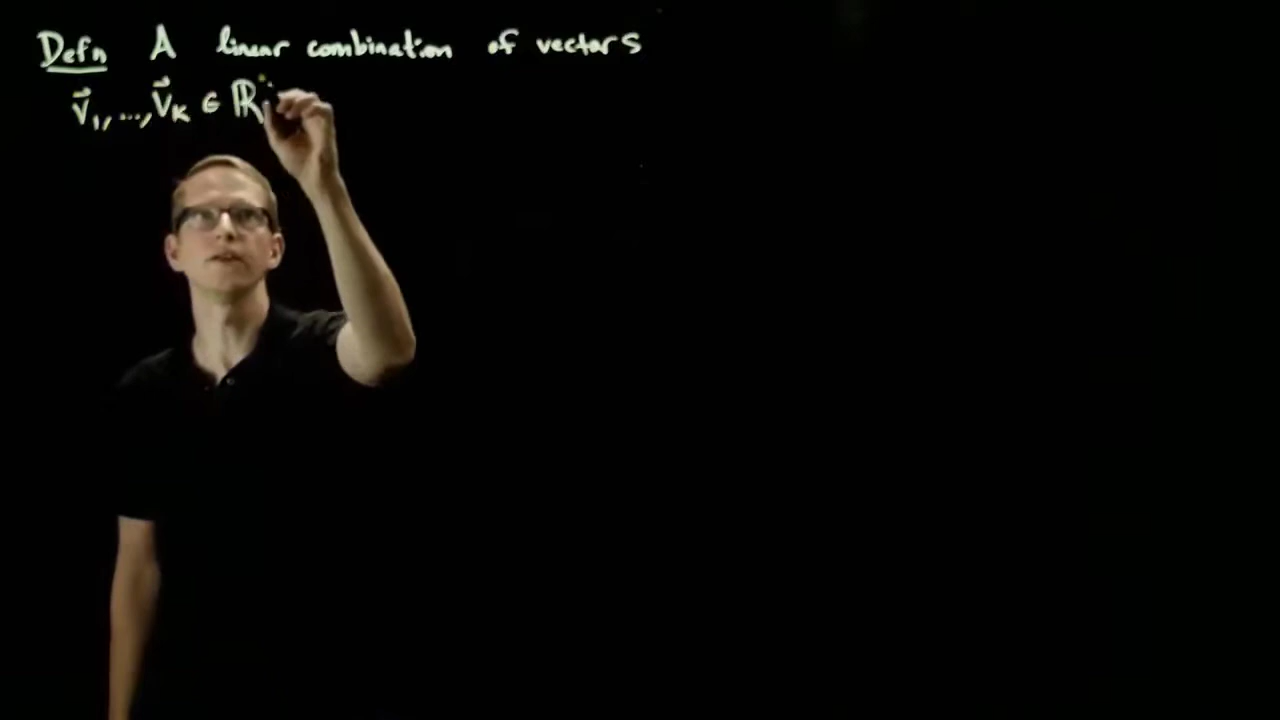 Defn A linear combination of vectors
v⃗₁, ..., v⃗ₖ ∈ ℝ